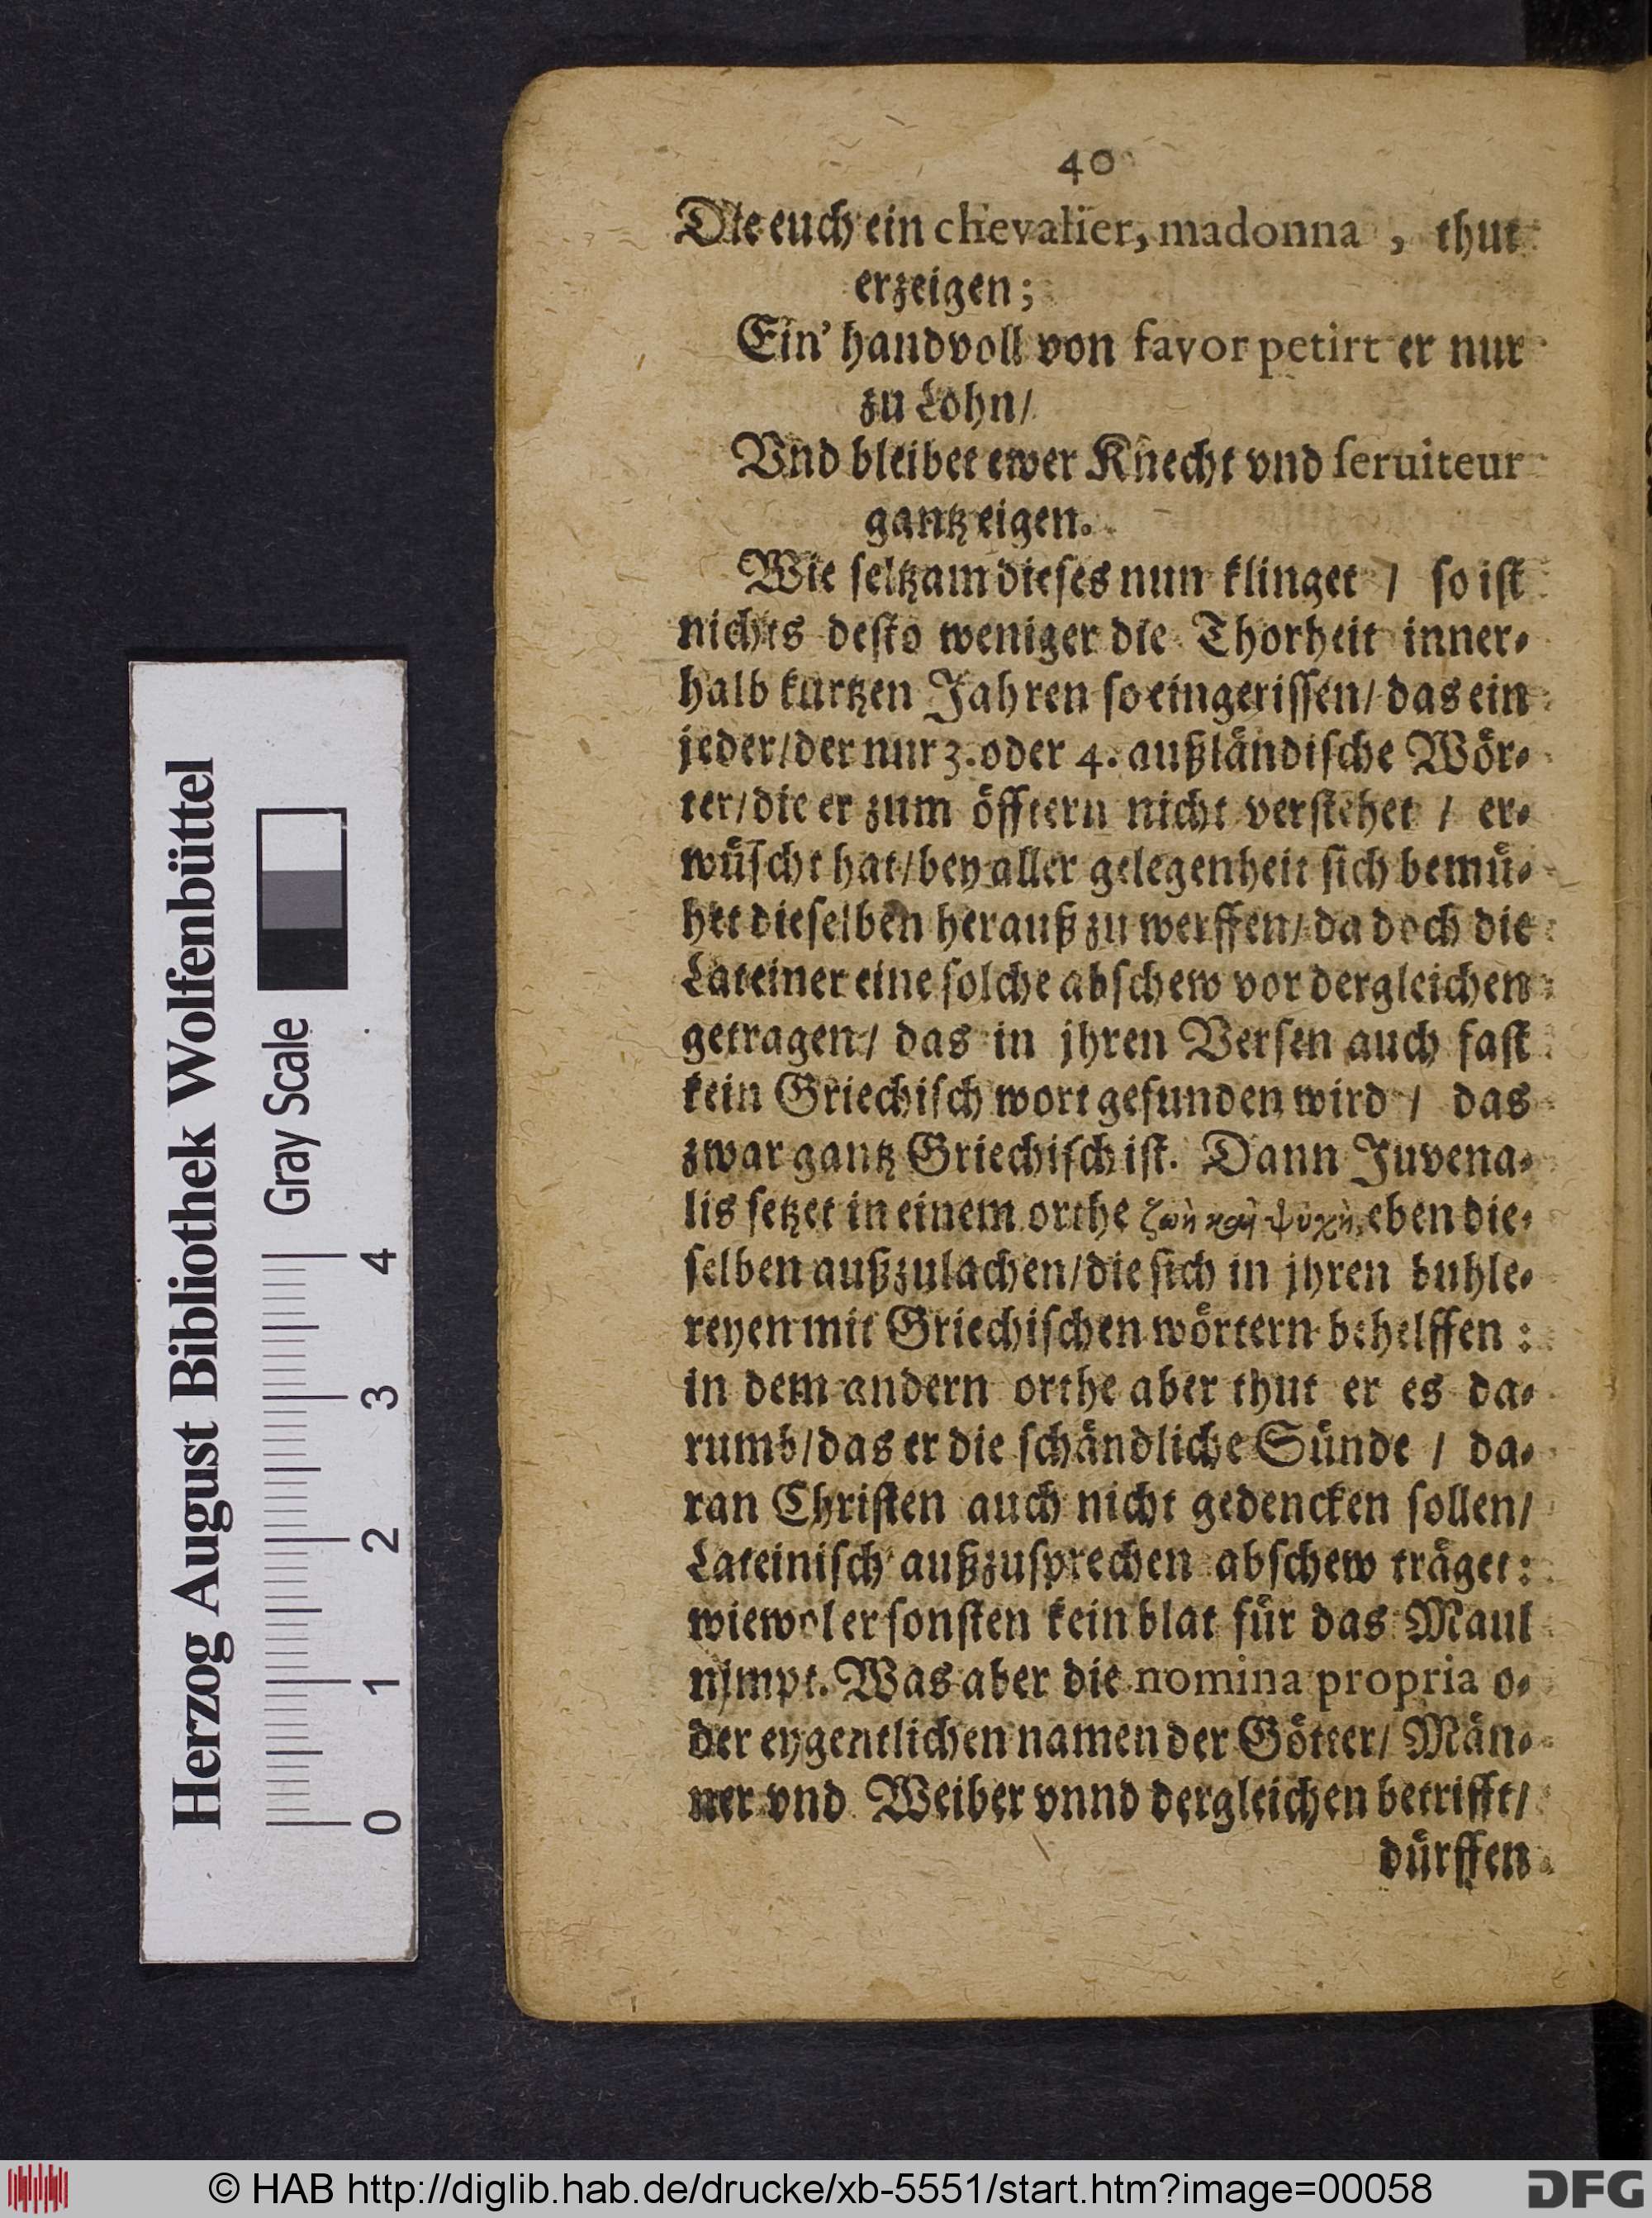 40
Die euch ein chevalier, madonna , thut
erzeigen;
Ein' handvoll von favor petirt er nur
zu Lohn/
Vnd bleibet ewer Knecht vnd ſeruiteur
gantz eigen.
Wie ſeltzam dieſes nun klinget / ſo iſt
nichts deſto weniger die Thorheit inner⸗
halb kurtzen Jahren ſo eingeriſſen/ das ein
jeder/ der nur 3. oder 4. außländiſche Wör⸗
ter/ die er zum öfftern nicht verſtehet / er⸗
wüſcht hat/ bey aller gelegenheit ſich bemü⸗
het dieſelben herauß zu werffen/ da doch die
Lateiner eine ſolche abſchew vor dergleichen
getragen/ das in jhren Verſen auch faſt
kein Griechiſch wort gefunden wird / das
zwar gantz Griechiſch iſt. Dann Juvena⸗
lis ſetzet in einem orthe ζωὴ καὶ ψυχὴ, eben die⸗
ſelben außzulachen/ die ſich in jhren buhle⸗
reyen mit Griechiſchen wörtern behelffen :
in dem andern orthe aber thut er es da⸗
rumb/ das er die ſchändliche Sünde / da⸗
ran Chriſten auch nicht gedencken ſollen/
Lateiniſch außzuſprechen abſchew träget:
wiewol er ſonſten kein blat für das Maul
nimpt. Was aber die nomina propria o⸗
der eygentlichen namen der Götter/ Män⸗
ner vnd Weiber vnnd dergleichen betrifft/
dürffen
Herzog August Bibliothek Wolfenbüttel
Gray Scale
0 1 2 3 4
© HAB http://diglib.hab.de/drucke/xb-5551/start.htm?image=00058
DFG